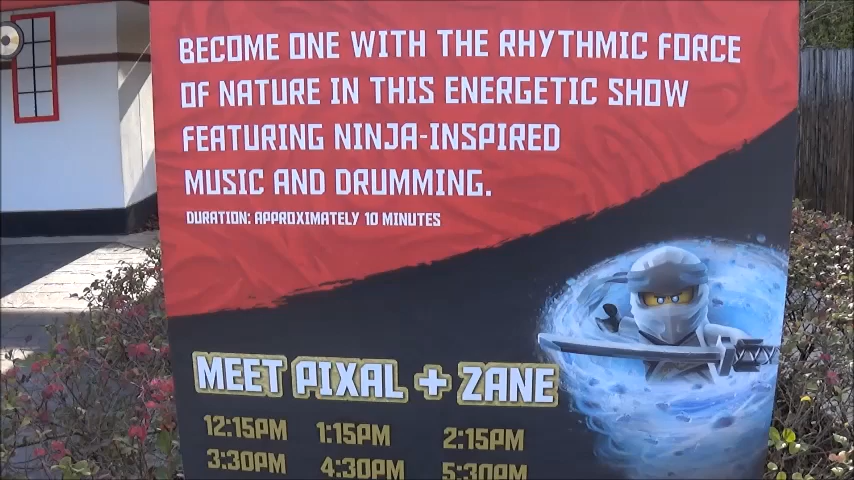 BECOME ONE WITH THE RHYTHMIC FORCE
OF NATURE IN THIS ENERGETIC SHOW
FEATURING NINJA-INSPIRED
MUSIC AND DRUMMING.
DURATION: APPROXIMATELY 10 MINUTES
MEET PIXAL + ZANE
12:15PM 1:15PM 2:15PM
3:30PM 4:30PM 5:30PM